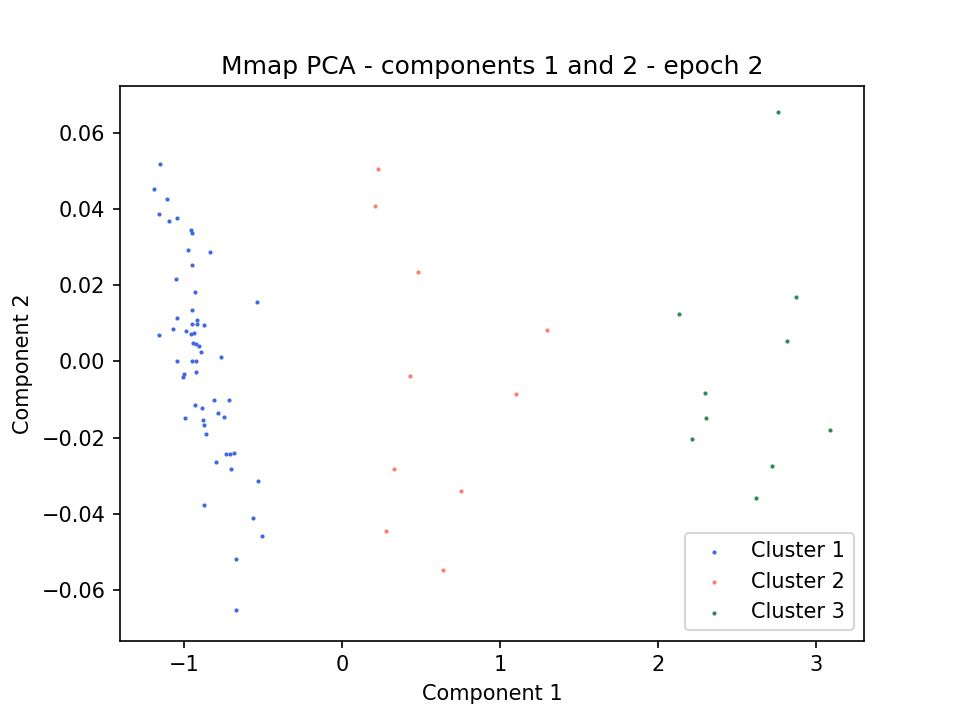 Mmap PCA - components 1 and 2 - epoch 2
0.06
0.04
0.02
0.00
−0.02
−0.04
−0.06
Component 2
Cluster 1
Cluster 2
Cluster 3
−1 0 1 2 3
Component 1